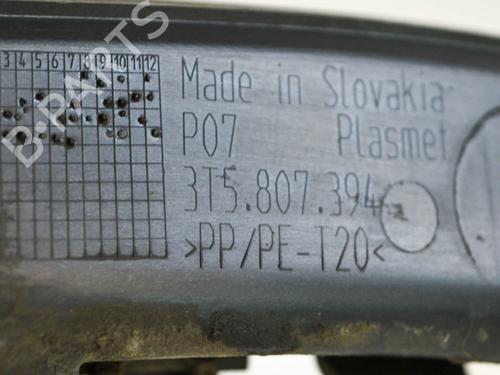 3 4 5 6 7 8 9 10 11 12
Made in Slovakia
P07 Plasmet
3T5.807.394
>PP/PE-T20<
B-PARTS